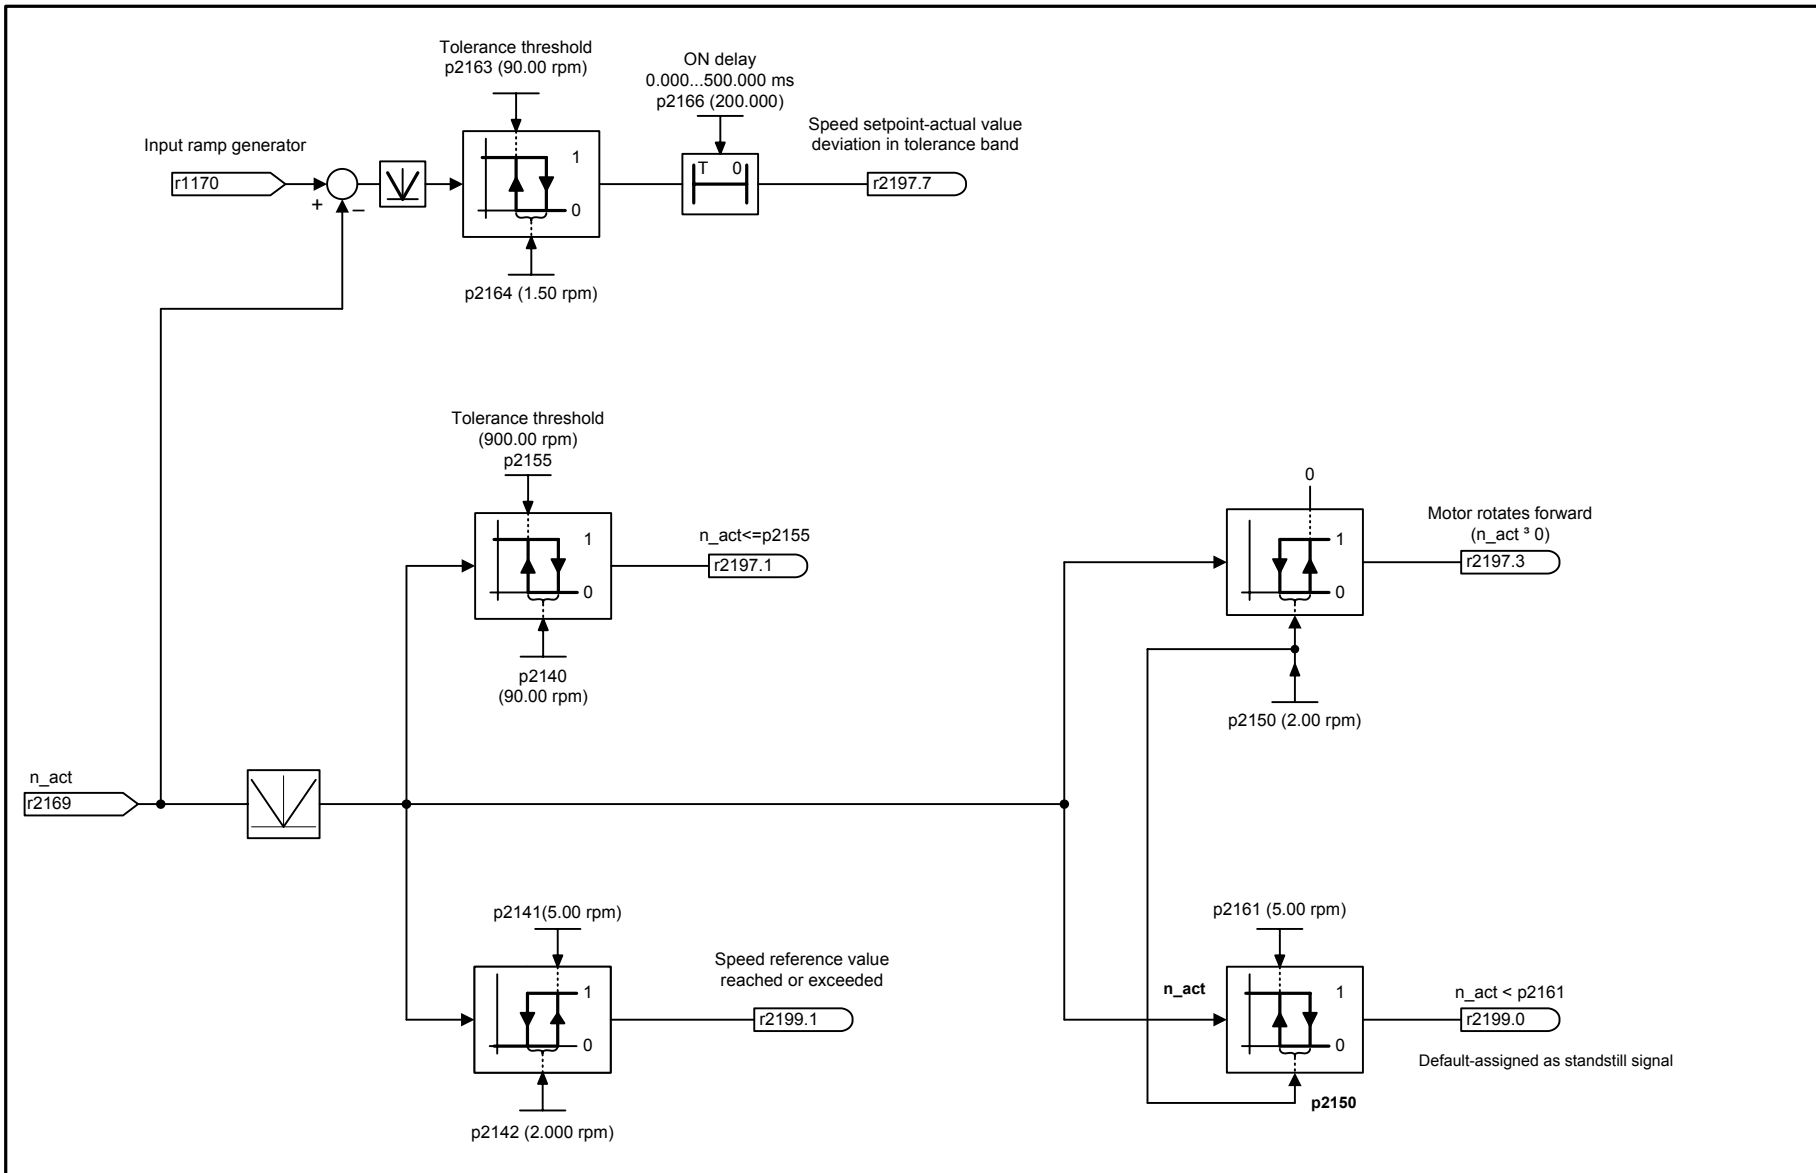 Tolerance threshold
p2163 (90.00 rpm)
ON delay
0.000...500.000 ms
p2166 (200.000)
Input ramp generator
r1170
+
–
1
0
T 0
Speed setpoint-actual value
deviation in tolerance band
r2197.7
p2164 (1.50 rpm)
Tolerance threshold
(900.00 rpm)
p2155
1
0
n_act<=p2155
r2197.1
p2140
(90.00 rpm)
0
1
0
Motor rotates forward
(n_act ³ 0)
r2197.3
p2150 (2.00 rpm)
n_act
r2169
p2141(5.00 rpm)
1
0
Speed reference value
reached or exceeded
r2199.1
p2142 (2.000 rpm)
p2161 (5.00 rpm)
n_act
1
0
n_act < p2161
r2199.0
Default-assigned as standstill signal
p2150